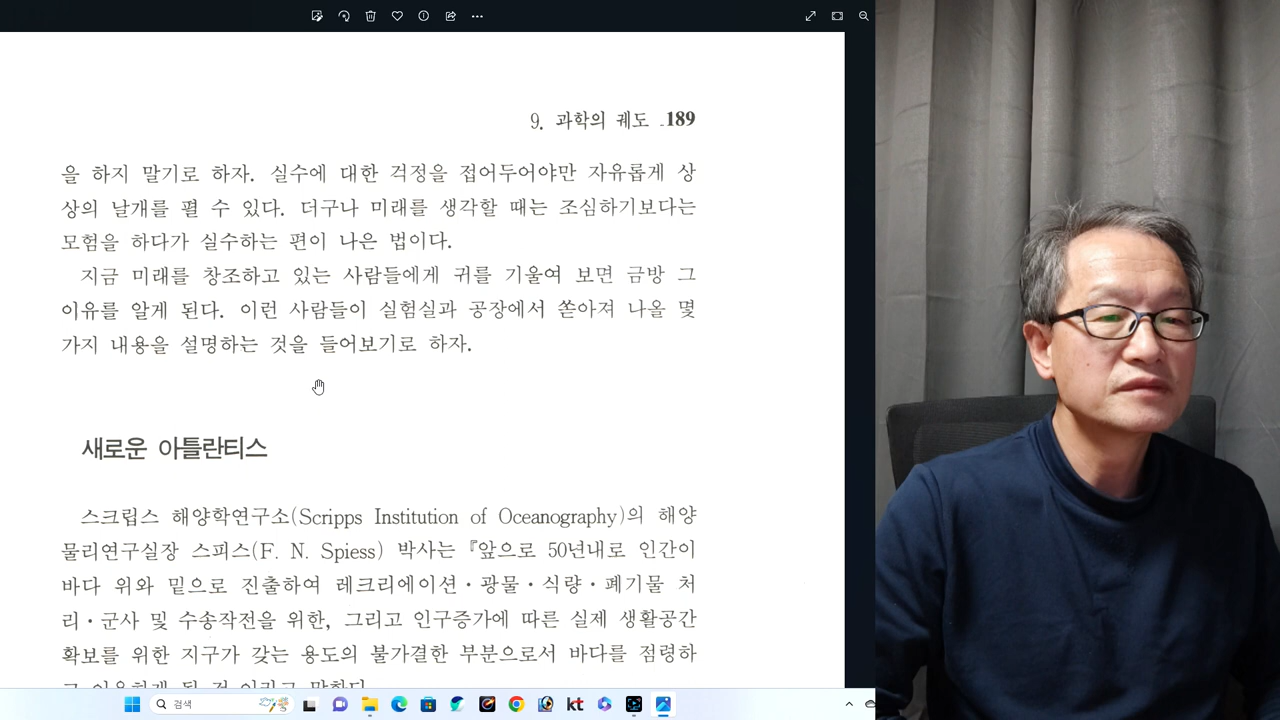 9. 과학의 궤도 189
을 하지 말기로 하자. 실수에 대한 걱정을 접어두어야만 자유롭게 상
상의 날개를 펼 수 있다. 더구나 미래를 생각할 때는 조심하기보다는
모험을 하다가 실수하는 편이 나은 법이다.
지금 미래를 창조하고 있는 사람들에게 귀를 기울여 보면 금방 그
이유를 알게 된다. 이런 사람들이 실험실과 공장에서 쏟아져 나올 몇
가지 내용을 설명하는 것을 들어보기로 하자.
새로운 아틀란티스
스크립스 해양학연구소(Scripps Institution of Oceanography)의 해양
물리연구실장 스피스(F. N. Spiess) 박사는 『앞으로 50년내로 인간이
바다 위와 밑으로 진출하여 레크리에이션·광물·식량·폐기물 처
리·군사 및 수송작전을 위한, 그리고 인구증가에 따른 실제 생활공간
확보를 위한 지구가 갖는 용도의 불가결한 부분으로서 바다를 점령하
검색
kt